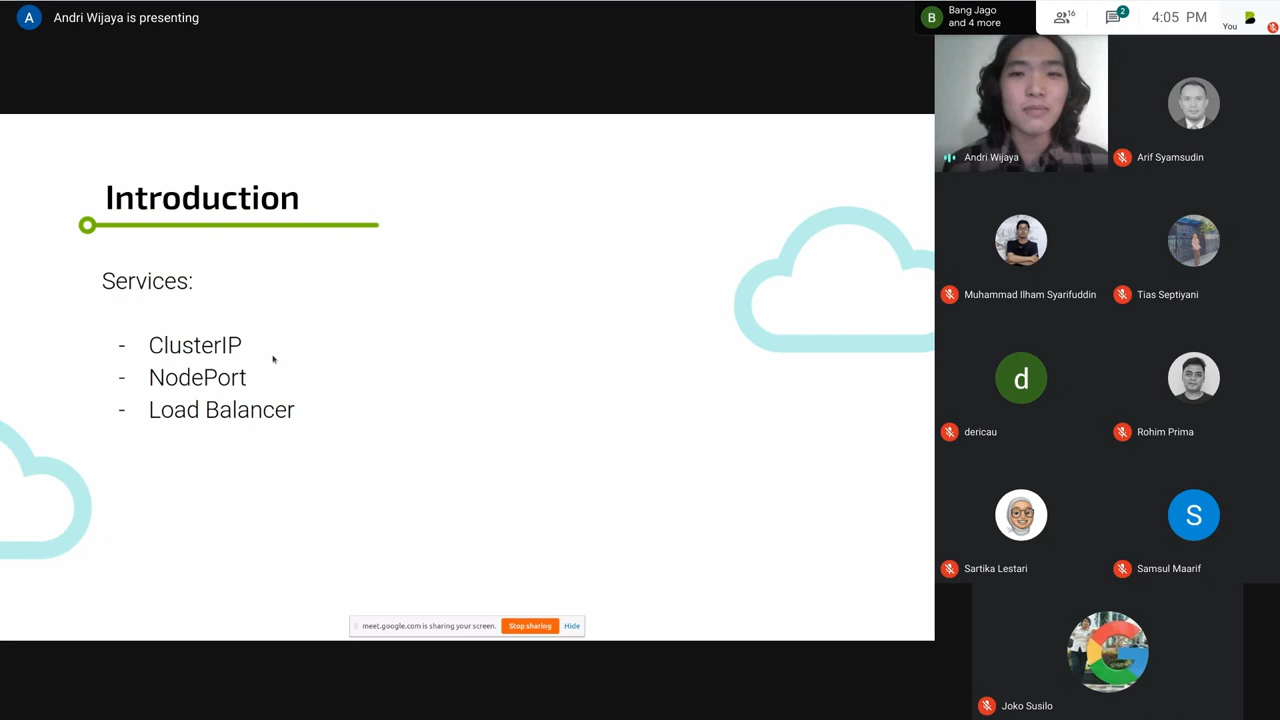 A
Andri Wijaya is presenting
B
Bang Jago
and 4 more
16
2
4:05 PM
You
Introduction
Services:
- ClusterIP
- NodePort
- Load Balancer
meet.google.com is sharing your screen.
Stop sharing
Hide
Andri Wijaya
Arif Syamsudin
Muhammad Ilham Syarifuddin
Tias Septiyani
d
dericau
Rohim Prima
Sartika Lestari
S
Samsul Maarif
G
Joko Susilo